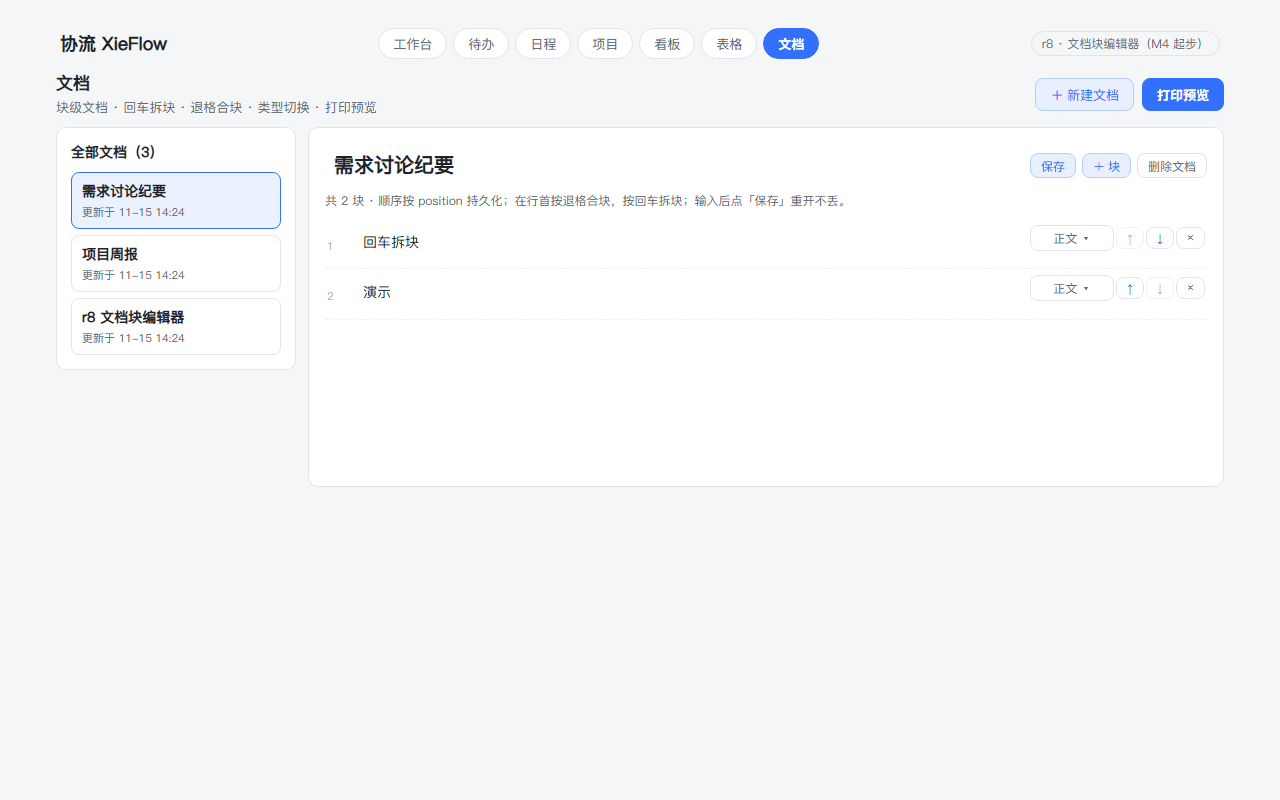 协流 XieFlow
工作台 待办 日程 项目 看板 表格 文档
r8 · 文档块编辑器（M4 起步）
文档
块级文档 · 回车拆块 · 退格合块 · 类型切换 · 打印预览
＋ 新建文档 打印预览
全部文档（3）
需求讨论纪要
更新于 11-15 14:24
项目周报
更新于 11-15 14:24
r8 文档块编辑器
更新于 11-15 14:24
需求讨论纪要
保存 ＋ 块 删除文档
共 2 块 · 顺序按 position 持久化；在行首按退格合块，按回车拆块；输入后点「保存」重开不丢。
1 回车拆块 正文 ▾ ↑ ↓ ×
2 演示 正文 ▾ ↑ ↓ ×